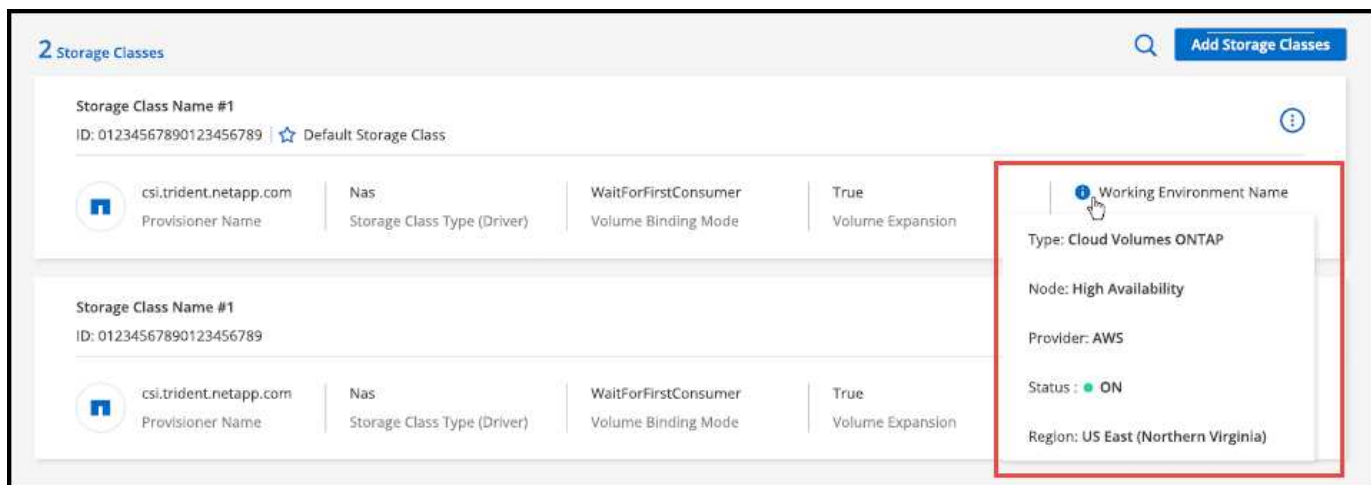 2 Storage Classes
Add Storage Classes
Storage Class Name #1
ID: 01234567890123456789 | Default Storage Class
csi.trident.netapp.com
Provisioner Name
Nas
Storage Class Type (Driver)
WaitForFirstConsumer
Volume Binding Mode
True
Volume Expansion
Working Environment Name
Type: Cloud Volumes ONTAP
Node: High Availability
Provider: AWS
Status : ON
Region: US East (Northern Virginia)
Storage Class Name #1
ID: 01234567890123456789
csi.trident.netapp.com
Provisioner Name
Nas
Storage Class Type (Driver)
WaitForFirstConsumer
Volume Binding Mode
True
Volume Expansion